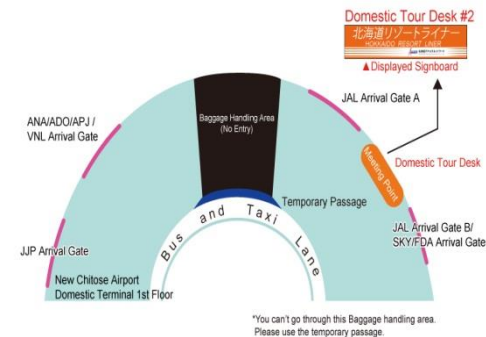 Domestic Tour Desk #2
北海道リゾートライナー
HOKKAIDO RESORT LINER
▲Displayed Signboard
Baggage Handling Area
(No Entry)
JAL Arrival Gate A
ANA/ADO/APJ /
VNL Arrival Gate
Meeting Point
Domestic Tour Desk
Temporary Passage
Bus and Taxi Lane
JAL Arrival Gate B/
SKY/FDA Arrival Gate
JJP Arrival Gate
New Chitose Airport
Domestic Terminal 1st Floor
*You can't go through this Baggage handling area.
Please use the temporary passage.